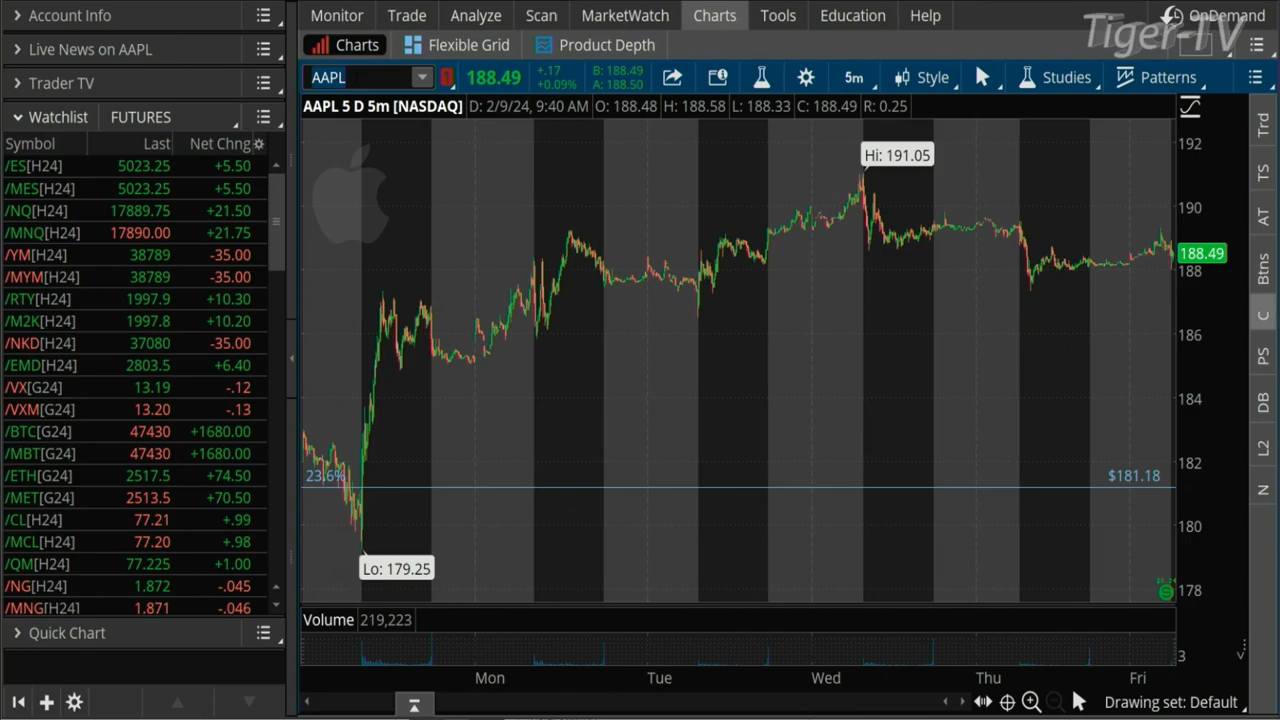 Account Info
Live News on AAPL
Trader TV
Watchlist FUTURES
Symbol Last Net Chng
/ES[H24] 5023.25 +5.50
/MES[H24] 5023.25 +5.50
/NQ[H24] 17889.75 +21.50
/MNQ[H24] 17890.00 +21.75
/YM[H24] 38789 -35.00
/MYM[H24] 38789 -35.00
/RTY[H24] 1997.9 +10.30
/M2K[H24] 1997.8 +10.20
/NKD[H24] 37080 -35.00
/EMD[H24] 2803.5 +6.40
/VX[G24] 13.19 -.12
/VXM[G24] 13.20 -.13
/BTC[G24] 47430 +1680.00
/MBT[G24] 47430 +1680.00
/ETH[G24] 2517.5 +74.50
/MET[G24] 2513.5 +70.50
/CL[H24] 77.21 +.99
/MCL[H24] 77.20 +.98
/QM[H24] 77.225 +1.00
/NG[H24] 1.872 -.045
/MNG[H24] 1.871 -.046
Quick Chart
Monitor Trade Analyze Scan MarketWatch Charts Tools Education Help OnDemand
Tiger-TV
Charts Flexible Grid Product Depth
AAPL 188.49 +.17 +0.09% B: 188.49 A: 188.50 5m Style Studies Patterns
AAPL 5 D 5m [NASDAQ] D: 2/9/24, 9:40 AM O: 188.48 H: 188.58 L: 188.33 C: 188.49 R: 0.25
192
Hi: 191.05
190
188.49
188
186
184
182
23.6% $181.18
180
Lo: 179.25
178
Volume 219,223
3
Mon Tue Wed Thu Fri
Drawing set: Default
Trd
TS
AT
Btns
C
PS
DB
L2
N